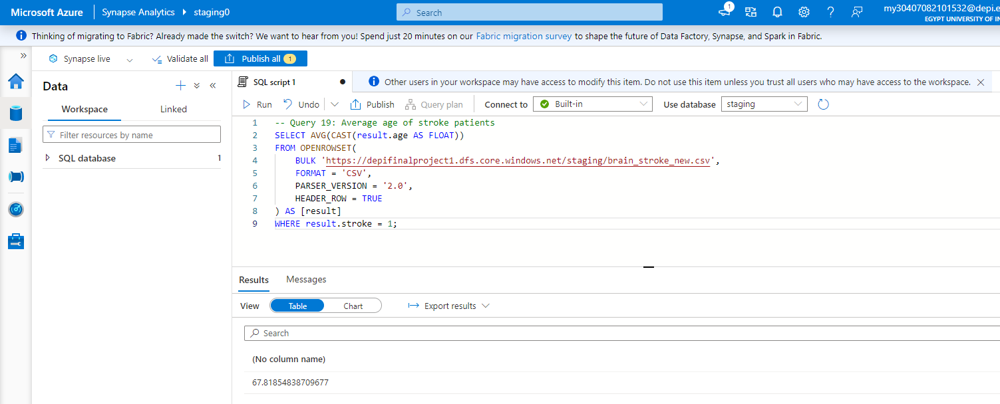 Microsoft Azure
Synapse Analytics
staging0
Search
1
my30407082101532@depi.e
EGYPT UNIVERSITY OF IN
Thinking of migrating to Fabric? Already made the switch? We want to hear from you! Spend just 20 minutes on our Fabric migration survey to shape the future of Data Factory, Synapse, and Spark in Fabric.
Synapse live
Validate all
Publish all 1
Data
Workspace
Linked
Filter resources by name
SQL database 1
SQL script 1
Other users in your workspace may have access to modify this item. Do not use this item unless you trust all users who may have access to the workspace.
Run
Undo
Publish
Query plan
Connect to
Built-in
Use database
staging
1 -- Query 19: Average age of stroke patients
2 SELECT AVG(CAST(result.age AS FLOAT))
3 FROM OPENROWSET(
4 BULK 'https://depifinalproject1.dfs.core.windows.net/staging/brain_stroke_new.csv',
5 FORMAT = 'CSV',
6 PARSER_VERSION = '2.0',
7 HEADER_ROW = TRUE
8 ) AS [result]
9 WHERE result.stroke = 1;
Results
Messages
View
Table
Chart
Export results
Search
(No column name)
67.81854838709677